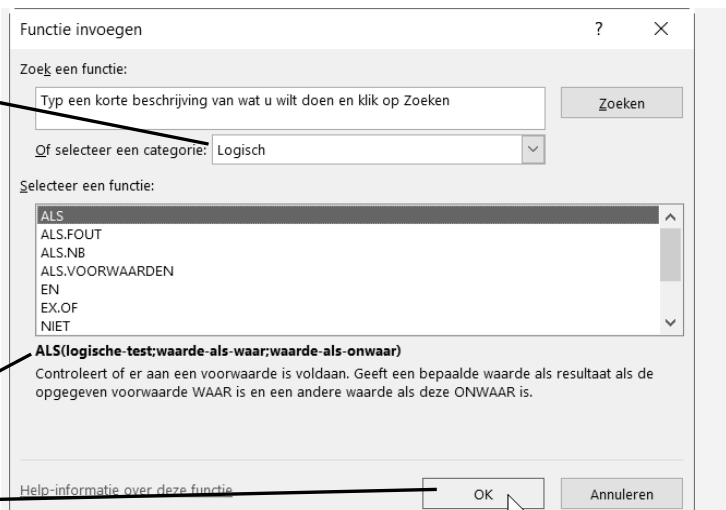 Functie invoegen ? ×
Zoek een functie:
Typ een korte beschrijving van wat u wilt doen en klik op Zoeken
Zoeken
Of selecteer een categorie: Logisch
Selecteer een functie:
ALS
ALS.FOUT
ALS.NB
ALS.VOORWAARDEN
EN
EX.OF
NIET
ALS(logische-test;waarde-als-waar;waarde-als-onwaar)
Controleert of er aan een voorwaarde is voldaan. Geeft een bepaalde waarde als resultaat als de
opgegeven voorwaarde WAAR is en een andere waarde als deze ONWAAR is.
Help-informatie over deze functie
OK
Annuleren